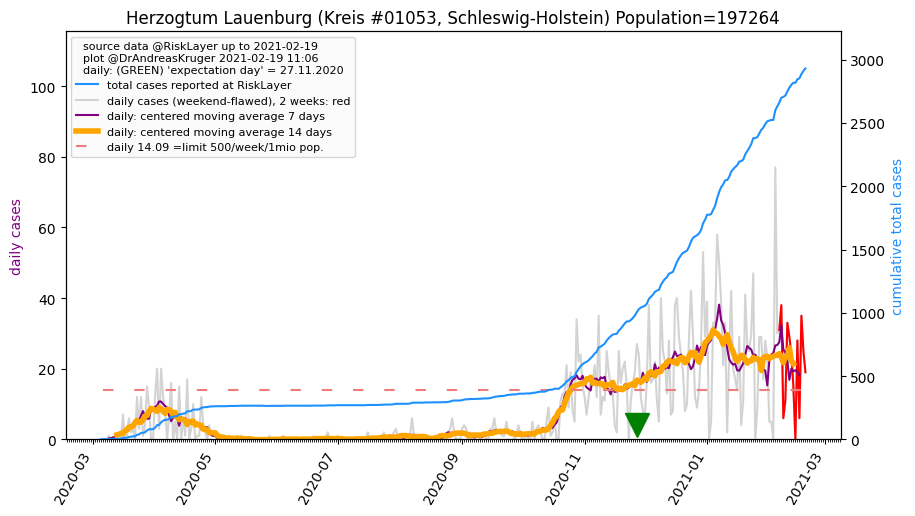 Herzogtum Lauenburg (Kreis #01053, Schleswig-Holstein) Population=197264
source data @RiskLayer up to 2021-02-19
plot @DrAndreasKruger 2021-02-19 11:06
daily: (GREEN) 'expectation day' = 27.11.2020
total cases reported at RiskLayer
daily cases (weekend-flawed), 2 weeks: red
daily: centered moving average 7 days
daily: centered moving average 14 days
daily 14.09 =limit 500/week/1mio pop.
daily cases
100
80
60
40
20
0
cumulative total cases
3000
2500
2000
1500
1000
500
0
2020-03
2020-05
2020-07
2020-09
2020-11
2021-01
2021-03